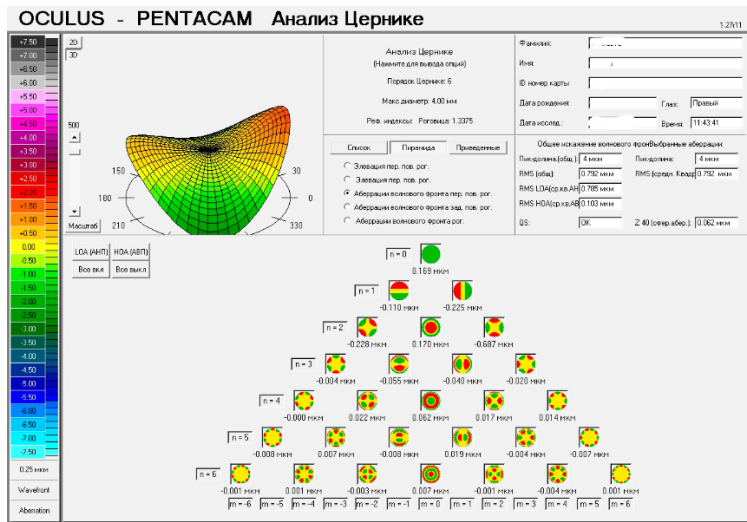 OCULUS - PENTACAM Анализ Цернике
1.27r11
+7.50
+7.00
+6.50
+6.00
+5.50
+5.00
+4.50
+4.00
+3.50
+3.00
+2.50
+2.00
+1.50
+1.00
+0.50
0.00
-0.50
-1.00
-1.50
-2.00
-2.50
-3.00
-3.50
-4.00
-4.50
-5.00
-5.50
-6.00
-6.50
-7.00
-7.50
0.25 мкм
Wavefront
Aberration
2D
3D
500
Масштаб
150
180
210
30
0
330
Анализ Цернике
(Нажмите для вывода опций)
Порядок Цернике: 6
Макс диаметр: 4.00 мм
Реф. индексы: Роговица: 1.3375
Список Пирамида Приведенные
Элевация пер. пов. рог.
Элевация пер. пов. рог.
Аберрации волнового фронта пер. пов. рог.
Аберрации волнового фронта зад. пов. рог.
Аберрации волнового фронта рог.
Фамилия:
Имя:
ID номер карты
Дата рождения: Глаз: Правый
Дата исслед.: Время: 11:43:41
Общее искажение волнового фронВыбранные аберрации:
Пик-долина.(общ.): 4 мкм Пик-долина: 4 мкм
RMS (общ) 0.792 мкм RMS (средн. Квадр 0.792 мкм
RMS LOA(ср.кв.АН 0.785 мкм
RMS HOA(ср.кв.АВ 0.103 мкм
QS: OK Z 40 (сфер.абер.): 0.062 мкм
LOA (АНП) HOA (АВП)
Все вкл Все выкл
n = 0
0.169 мкм
n = 1
-0.110 мкм -0.225 мкм
n = 2
-0.228 мкм 0.170 мкм -0.687 мкм
n = 3
-0.004 мкм -0.055 мкм -0.040 мкм -0.020 мкм
n = 4
-0.000 мкм 0.022 мкм 0.062 мкм 0.017 мкм 0.014 мкм
n = 5
-0.008 мкм 0.007 мкм -0.008 мкм 0.019 мкм -0.004 мкм -0.007 мкм
n = 6
-0.001 мкм 0.001 мкм -0.003 мкм 0.007 мкм -0.001 мкм -0.004 мкм 0.001 мкм
m = -6 m = -5 m = -4 m = -3 m = -2 m = -1 m = 0 m = 1 m = 2 m = 3 m = 4 m = 5 m = 6